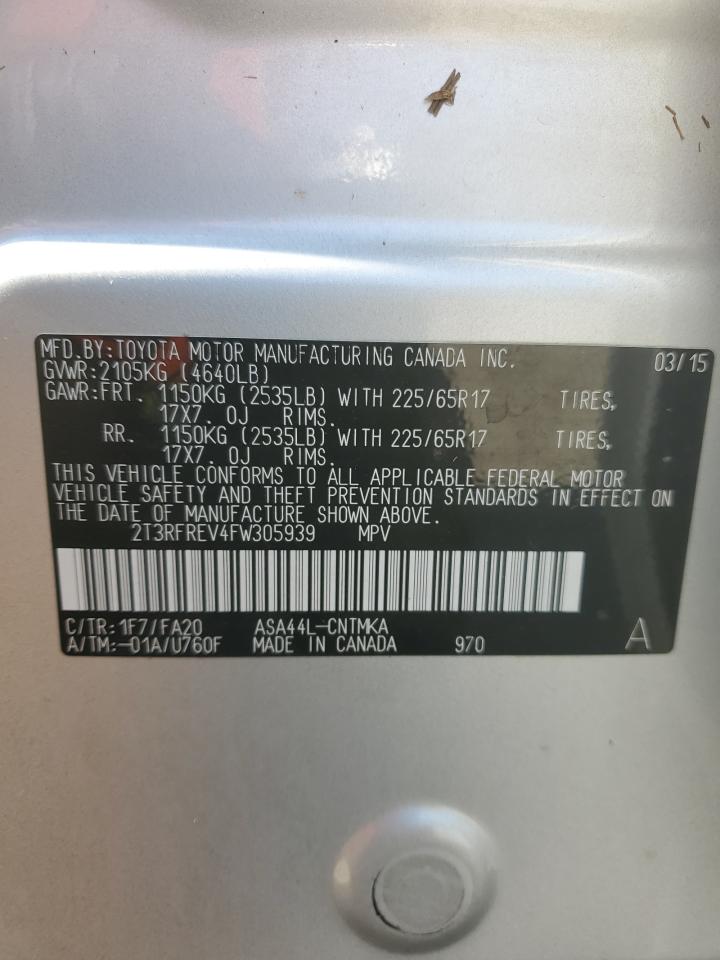 MFD.BY:TOYOTA MOTOR MANUFACTURING CANADA INC. 03/15
GVWR:2105KG (4640LB)
GAWR:FRT. 1150KG (2535LB) WITH 225/65R17 TIRES,
17X7.0J RIMS.
RR. 1150KG (2535LB) WITH 225/65R17 TIRES,
17X7.0J RIMS.
THIS VEHICLE CONFORMS TO ALL APPLICABLE FEDERAL MOTOR
VEHICLE SAFETY AND THEFT PREVENTION STANDARDS IN EFFECT ON
THE DATE OF MANUFACTURE SHOWN ABOVE.
2T3RFREV4FW305939 MPV
C/TR:1F7/FA20 ASA44L-CNTMKA
A/TM:-01A/U760F MADE IN CANADA 970 A